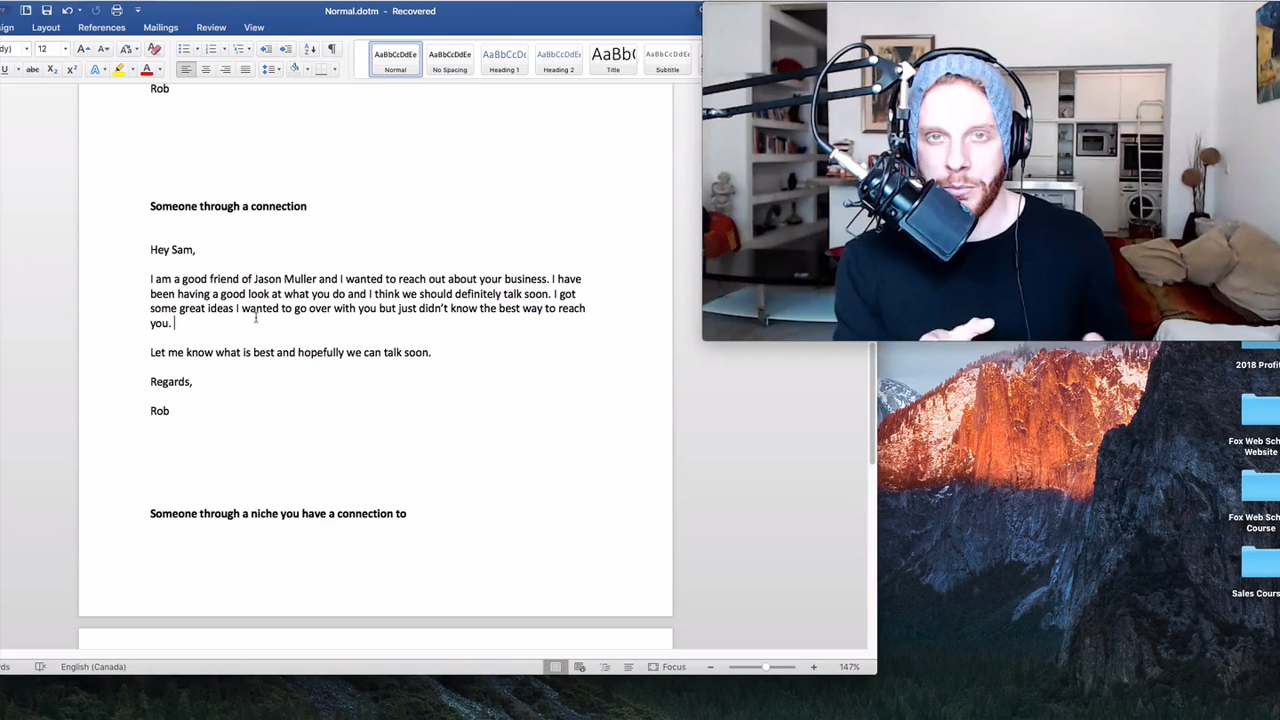 Normal.dotm - Recovered
sign
Layout
References
Mailings
Review
View
dy)
12
AaBbCcDdEe
AaBbCcDdEe
AaBbCcDc
AaBbCcDdEe
AaBb(
AaBbCcDdEe
Normal
No Spacing
Heading 1
Heading 2
Title
Subtitle
Rob
Someone through a connection
Hey Sam,
I am a good friend of Jason Muller and I wanted to reach out about your business. I have
been having a good look at what you do and I think we should definitely talk soon. I got
some great ideas I wanted to go over with you but just didn't know the best way to reach
you.
Let me know what is best and hopefully we can talk soon.
Regards,
Rob
Someone through a niche you have a connection to
2018 Profit
Fox Web Sch
Website
Fox Web Sch
Course
Sales Cours
rds
English (Canada)
Focus
147%